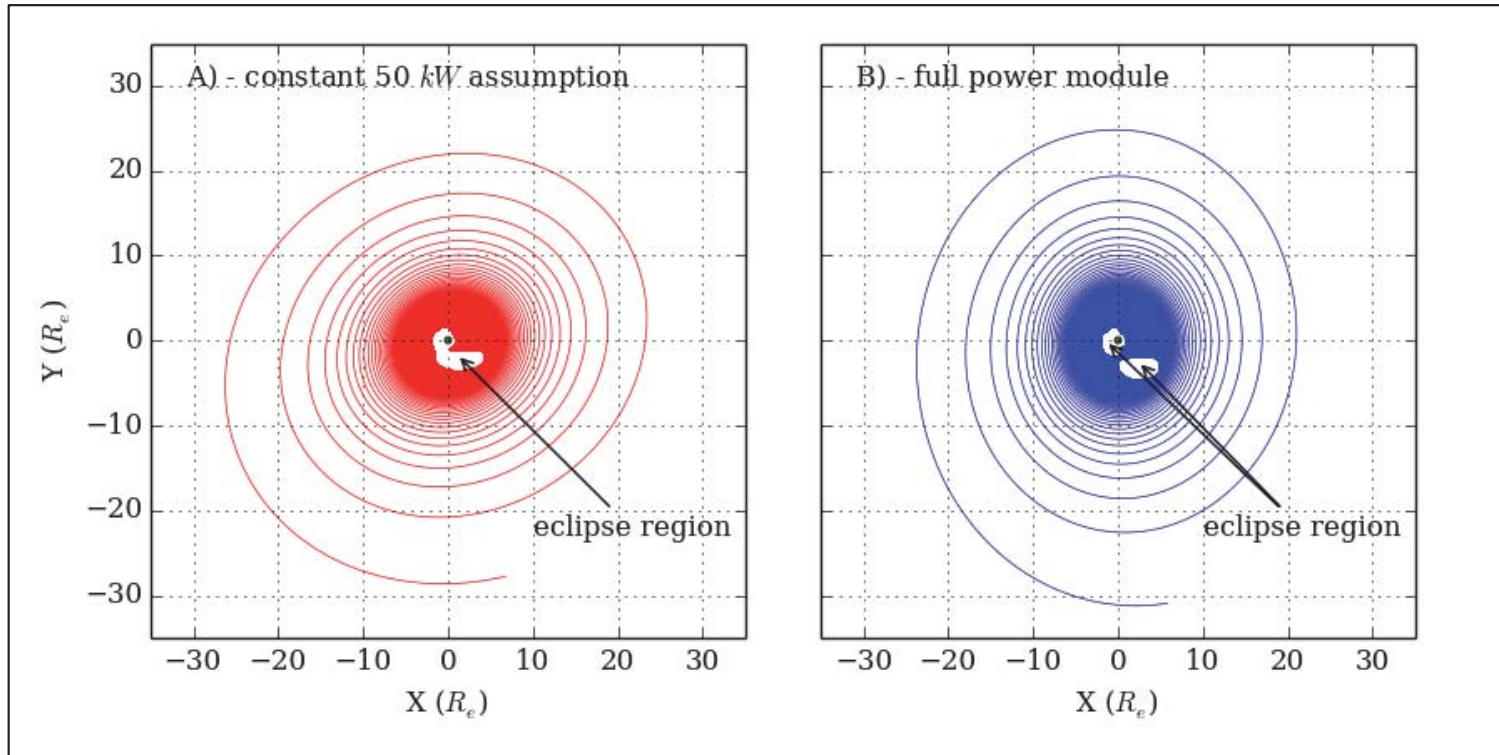 A) - constant 50 kW assumption
B) - full power module
30
20
10
0
−10
−20
−30
Y (Re)
eclipse region
eclipse region
−30 −20 −10 0 10 20 30
−30 −20 −10 0 10 20 30
X (Re)
X (Re)